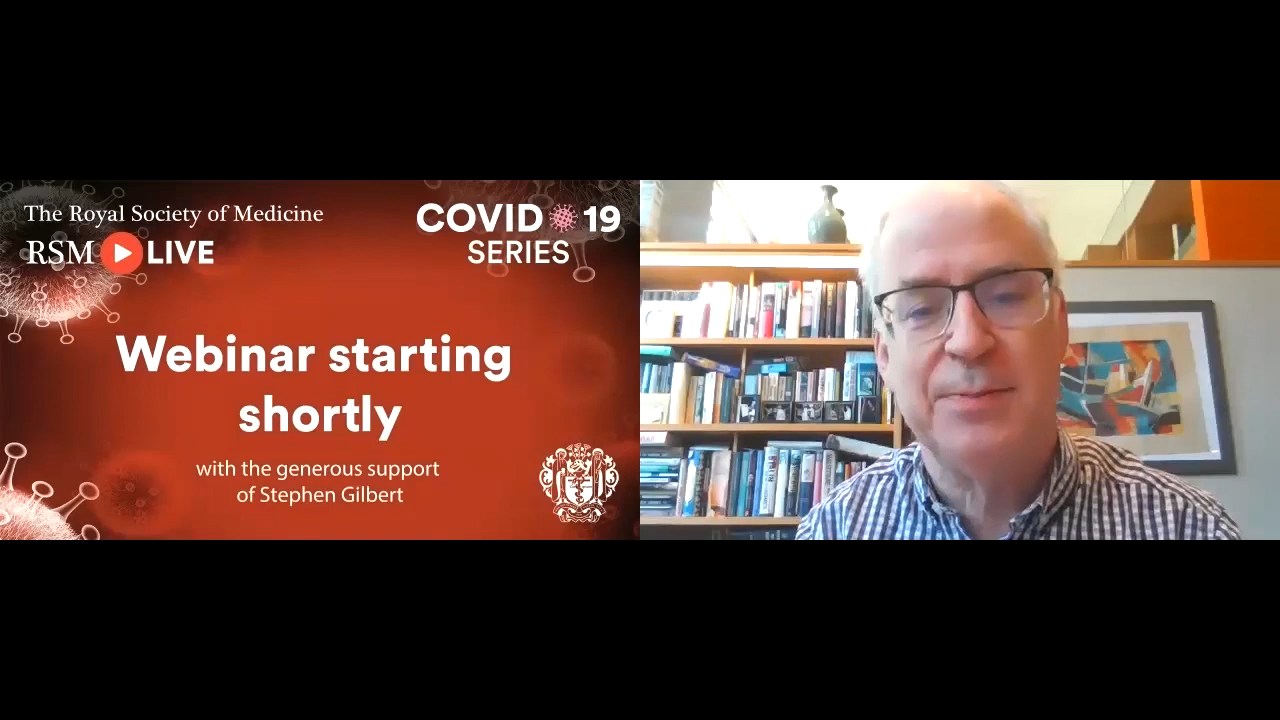 The Royal Society of Medicine
RSM LIVE
COVID 19
SERIES
Webinar starting
shortly
with the generous support
of Stephen Gilbert